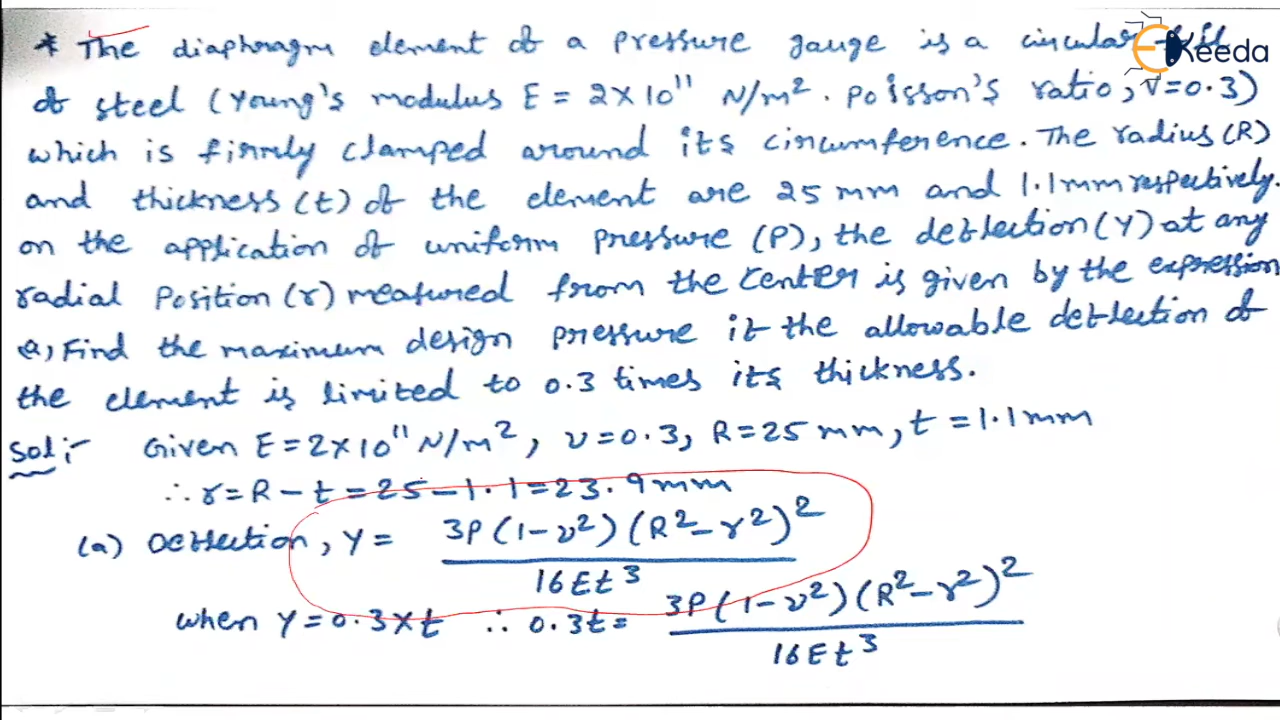 Keeda
* The diaphragm element of a pressure gauge is a circular
of steel (Young's modulus E = 2×10¹¹ N/m². Poisson's ratio, ν=0.3)
which is firmly clamped around its circumference. The radius (R)
and thickness (t) of the element are 25 mm and 1.1mm respectively.
on the application of uniform pressure (P), the deflection (Y) at any
radial position (r) measured from the center is given by the expression
a, Find the maximum design pressure if the allowable deflection of
the element is limited to 0.3 times its thickness.
Sol:- Given E = 2×10¹¹ N/m², ν=0.3, R=25 mm, t =1.1mm
∴ r=R-t=25-1.1=23.9mm
(a) Deflection, Y = 3P(1-ν²)(R²-r²)² / 16Et³
when Y=0.3×t ∴ 0.3t= 3P(1-ν²)(R²-r²)² / 16Et³